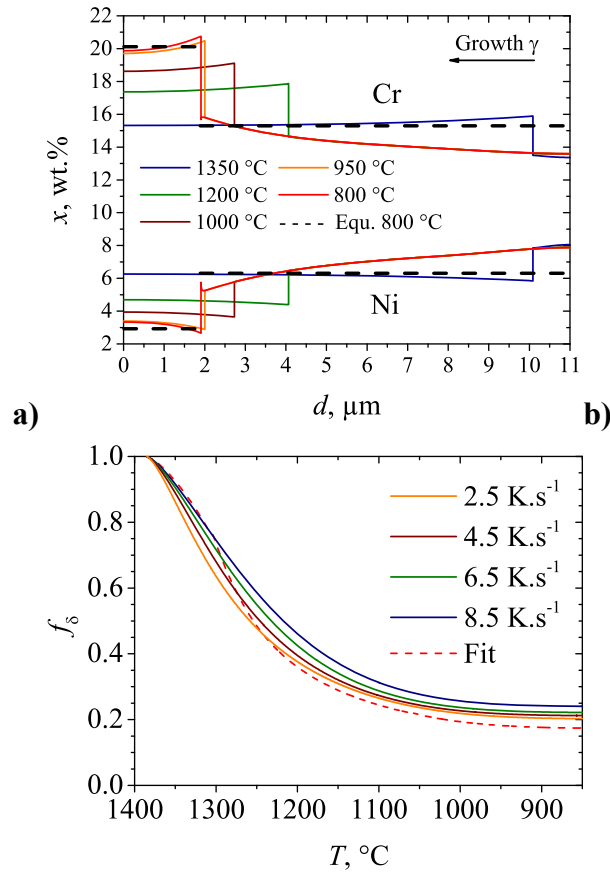 22
20
18
16
14
12
10
8
6
4
2
x, wt.%
Growth γ
Cr
1350 °C
950 °C
1200 °C
800 °C
1000 °C
Equ. 800 °C
Ni
0 1 2 3 4 5 6 7 8 9 10 11
d, µm
a)
b)
1.0
0.8
0.6
0.4
0.2
0.0
fδ
2.5 K.s⁻¹
4.5 K.s⁻¹
6.5 K.s⁻¹
8.5 K.s⁻¹
Fit
1400 1300 1200 1100 1000 900
T, °C